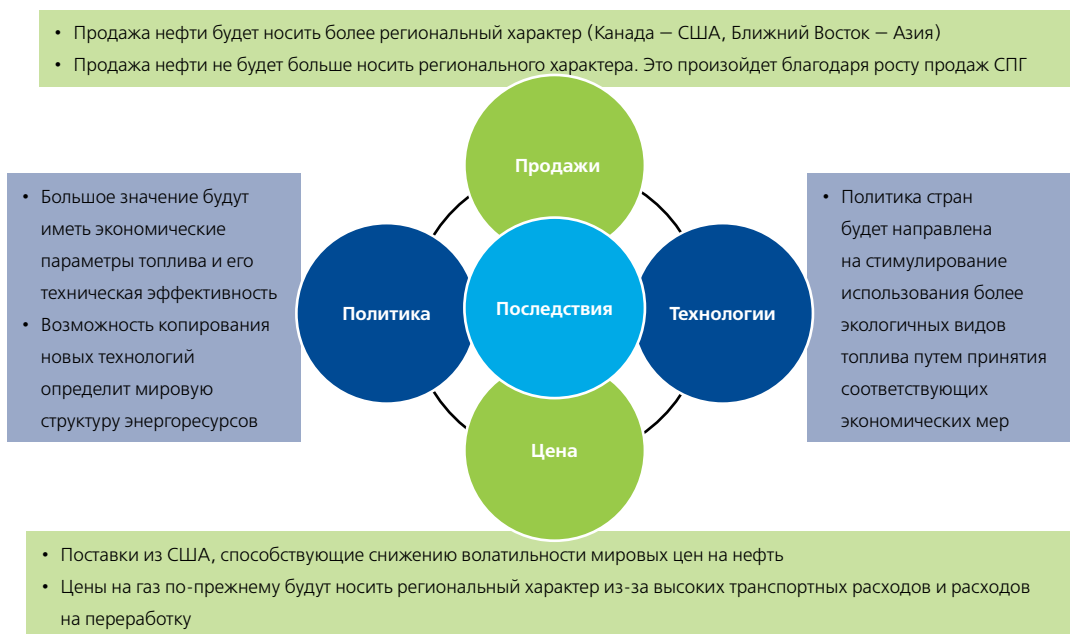 • Продажа нефти будет носить более региональный характер (Канада — США, Ближний Восток — Азия)
• Продажа нефти не будет больше носить регионального характера. Это произойдет благодаря росту продаж СПГ
Продажи
• Большое значение будут
иметь экономические
параметры топлива и его
техническая эффективность
• Возможность копирования
новых технологий
определит мировую
структуру энергоресурсов
Политика
Последствия
Технологии
• Политика стран
будет направлена
на стимулирование
использования более
экологичных видов
топлива путем принятия
соответствующих
экономических мер
Цена
• Поставки из США, способствующие снижению волатильности мировых цен на нефть
• Цены на газ по-прежнему будут носить региональный характер из-за высоких транспортных расходов и расходов
на переработку